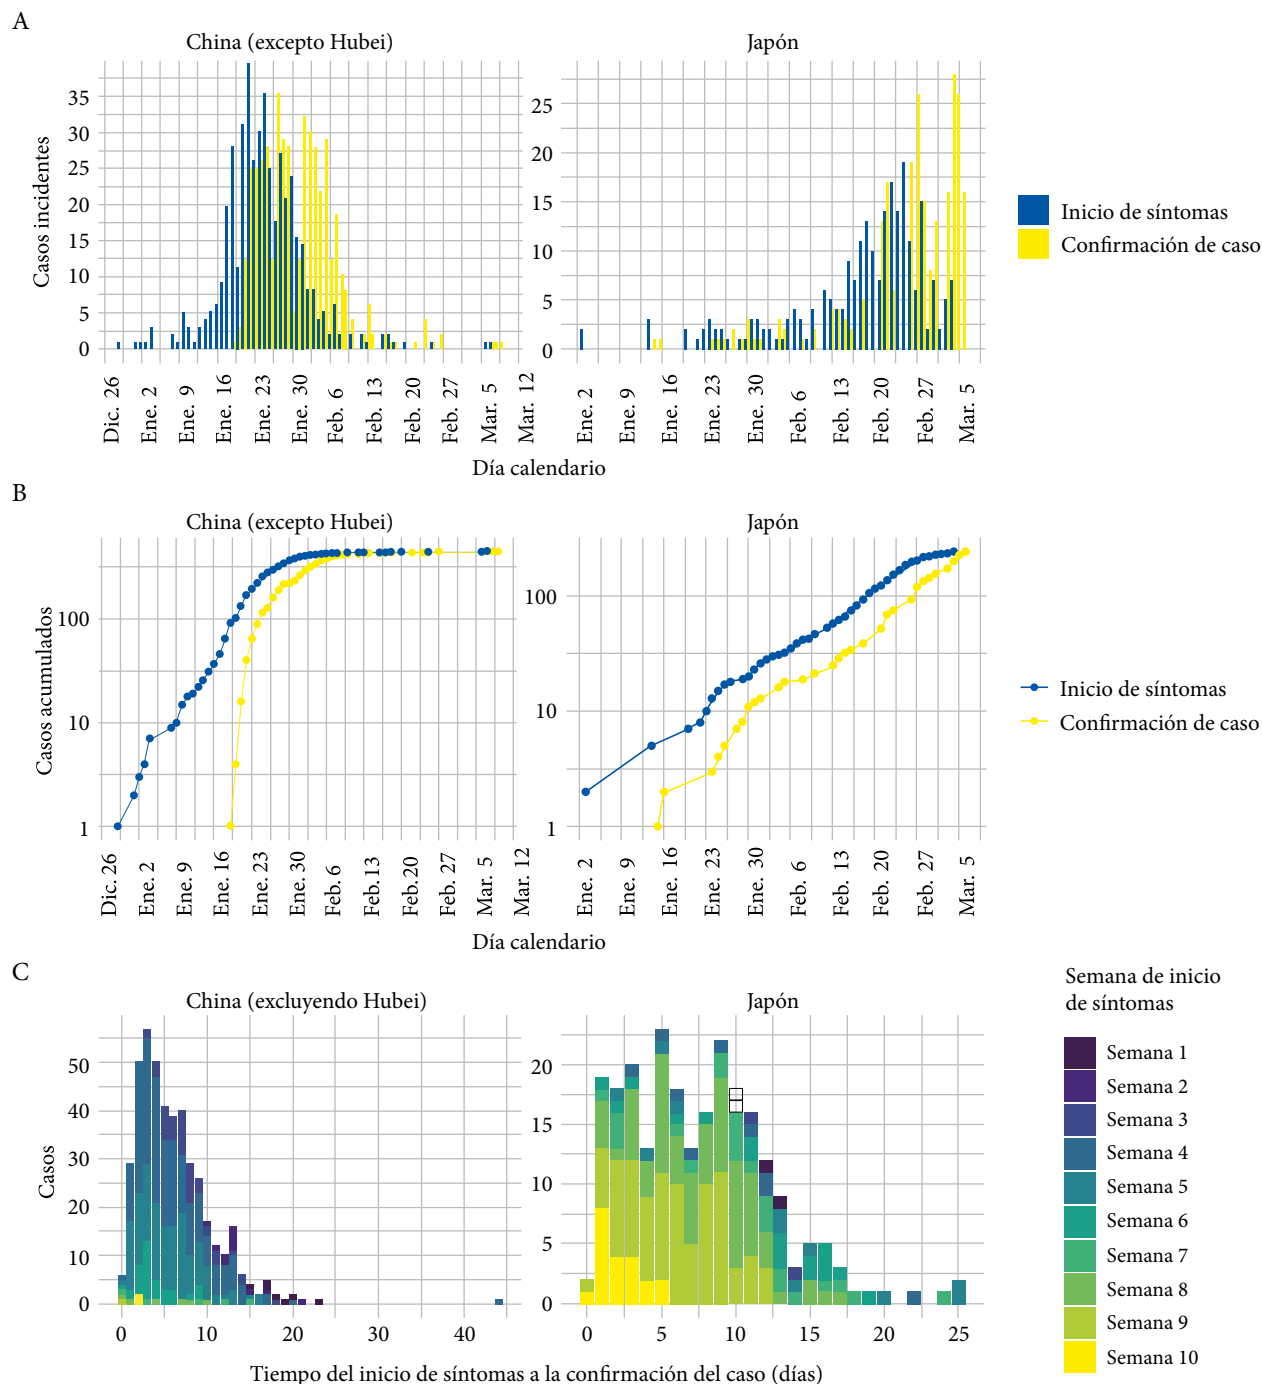 A
China (excepto Hubei)
Japón
Casos incidentes
35
30
25
20
15
10
5
0
25
20
15
10
5
0
Inicio de síntomas
Confirmación de caso
Dic. 26
Ene. 2
Ene. 9
Ene. 16
Ene. 23
Ene. 30
Feb. 6
Feb. 13
Feb. 20
Feb. 27
Mar. 5
Mar. 12
Ene. 2
Ene. 9
Ene. 16
Ene. 23
Ene. 30
Feb. 6
Feb. 13
Feb. 20
Feb. 27
Mar. 5
Día calendario
B
China (excepto Hubei)
Japón
Casos acumulados
100
10
1
100
10
1
Inicio de síntomas
Confirmación de caso
Dic. 26
Ene. 2
Ene. 9
Ene. 16
Ene. 23
Ene. 30
Feb. 6
Feb. 13
Feb.20
Feb. 27
Mar. 5
Mar. 12
Ene. 2
Ene. 9
Ene. 16
Ene. 23
Ene. 30
Feb. 6
Feb. 13
Feb. 20
Feb. 27
Mar. 5
Día calendario
C
China (excluyendo Hubei)
Japón
Casos
50
40
30
20
10
0
20
15
10
5
0
0
10
20
30
40
0
5
10
15
20
25
Tiempo del inicio de síntomas a la confirmación del caso (días)
Semana de inicio
de síntomas
Semana 1
Semana 2
Semana 3
Semana 4
Semana 5
Semana 6
Semana 7
Semana 8
Semana 9
Semana 10